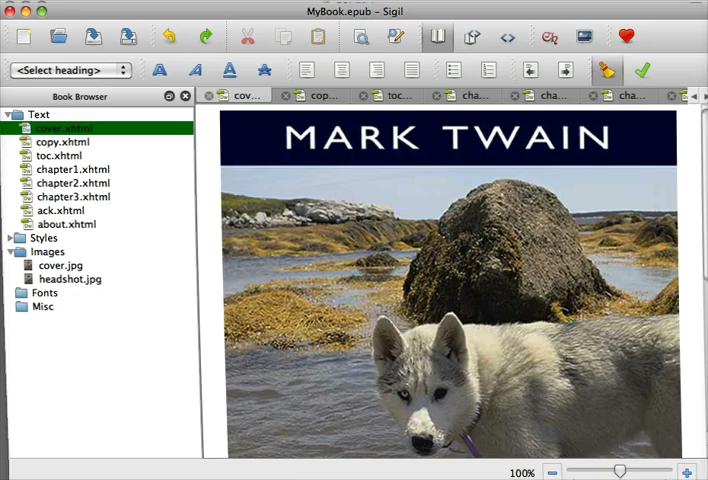 MyBook.epub - Sigil
<Select heading>
A A A A
Book Browser
cov... cop... toc... cha... cha... cha...
Text
cover.xhtml
copy.xhtml
toc.xhtml
chapter1.xhtml
chapter2.xhtml
chapter3.xhtml
ack.xhtml
about.xhtml
Styles
Images
cover.jpg
headshot.jpg
Fonts
Misc
MARK TWAIN
100%